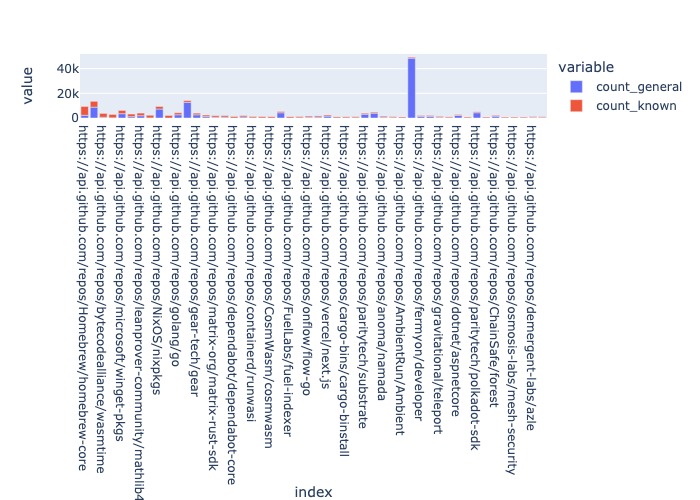 value
40k
20k
0
variable
count_general
count_known
https://api.github.com/repos/Homebrew/homebrew-core
https://api.github.com/repos/bytecodealliance/wasmtime
https://api.github.com/repos/microsoft/winget-pkgs
https://api.github.com/repos/leanprover-community/mathlib4
https://api.github.com/repos/NixOS/nixpkgs
https://api.github.com/repos/golang/go
https://api.github.com/repos/gear-tech/gear
https://api.github.com/repos/matrix-org/matrix-rust-sdk
https://api.github.com/repos/dependabot/dependabot-core
https://api.github.com/repos/containerd/runwasi
https://api.github.com/repos/CosmWasm/cosmwasm
https://api.github.com/repos/FuelLabs/fuel-indexer
https://api.github.com/repos/onflow/flow-go
https://api.github.com/repos/vercel/next.js
https://api.github.com/repos/cargo-bins/cargo-binstall
https://api.github.com/repos/paritytech/substrate
https://api.github.com/repos/anoma/namada
https://api.github.com/repos/AmbientRun/Ambient
https://api.github.com/repos/fermyon/developer
https://api.github.com/repos/gravitational/teleport
https://api.github.com/repos/dotnet/aspnetcore
https://api.github.com/repos/paritytech/polkadot-sdk
https://api.github.com/repos/ChainSafe/forest
https://api.github.com/repos/osmosis-labs/mesh-security
https://api.github.com/repos/demergent-labs/azle
index